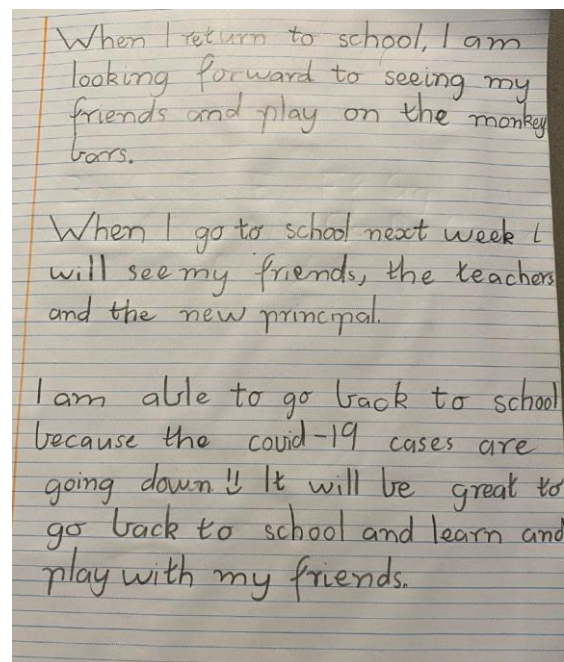 When I return to school, I am
looking forward to seeing my
friends and play on the monkey
bars.
When I go to school next week I
will see my friends, the teachers
and the new principal.
I am able to go back to school
because the covid-19 cases are
going down!! It will be great to
go back to school and learn and
play with my friends.